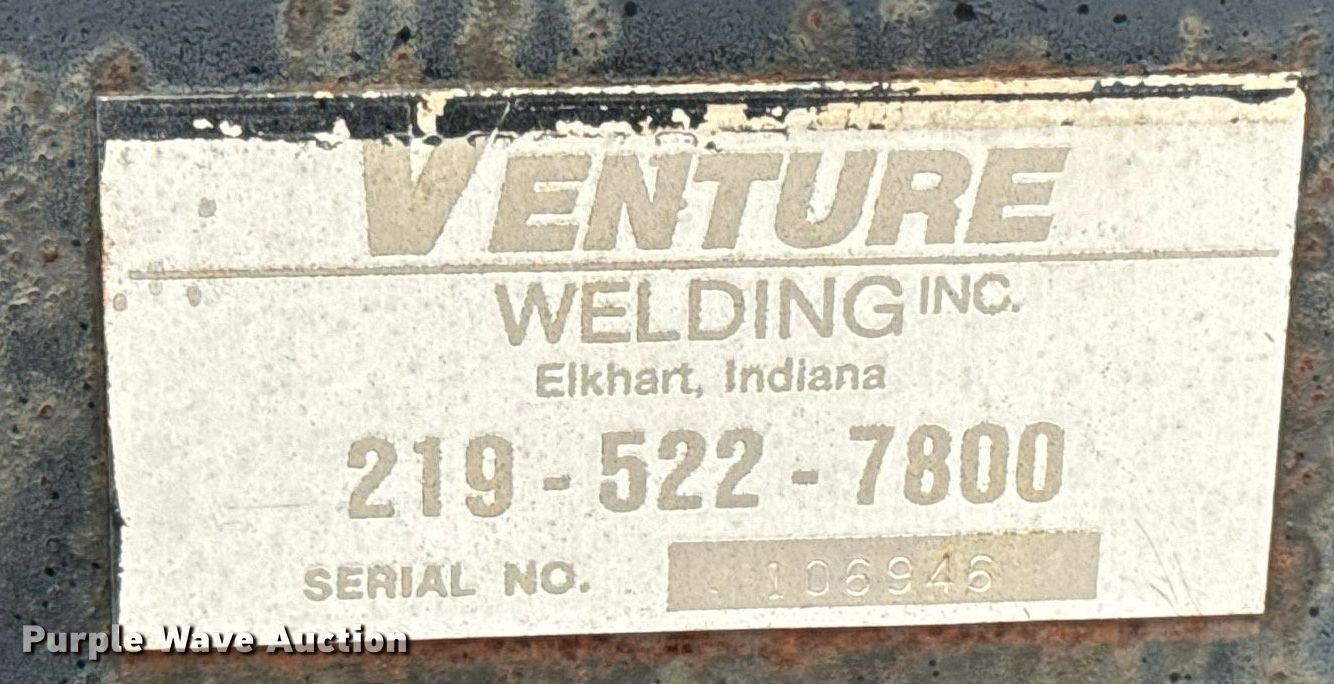 VENTURE
WELDING INC.
Elkhart, Indiana
219-522-7800
SERIAL NO. 106946
Purple Wave Auction